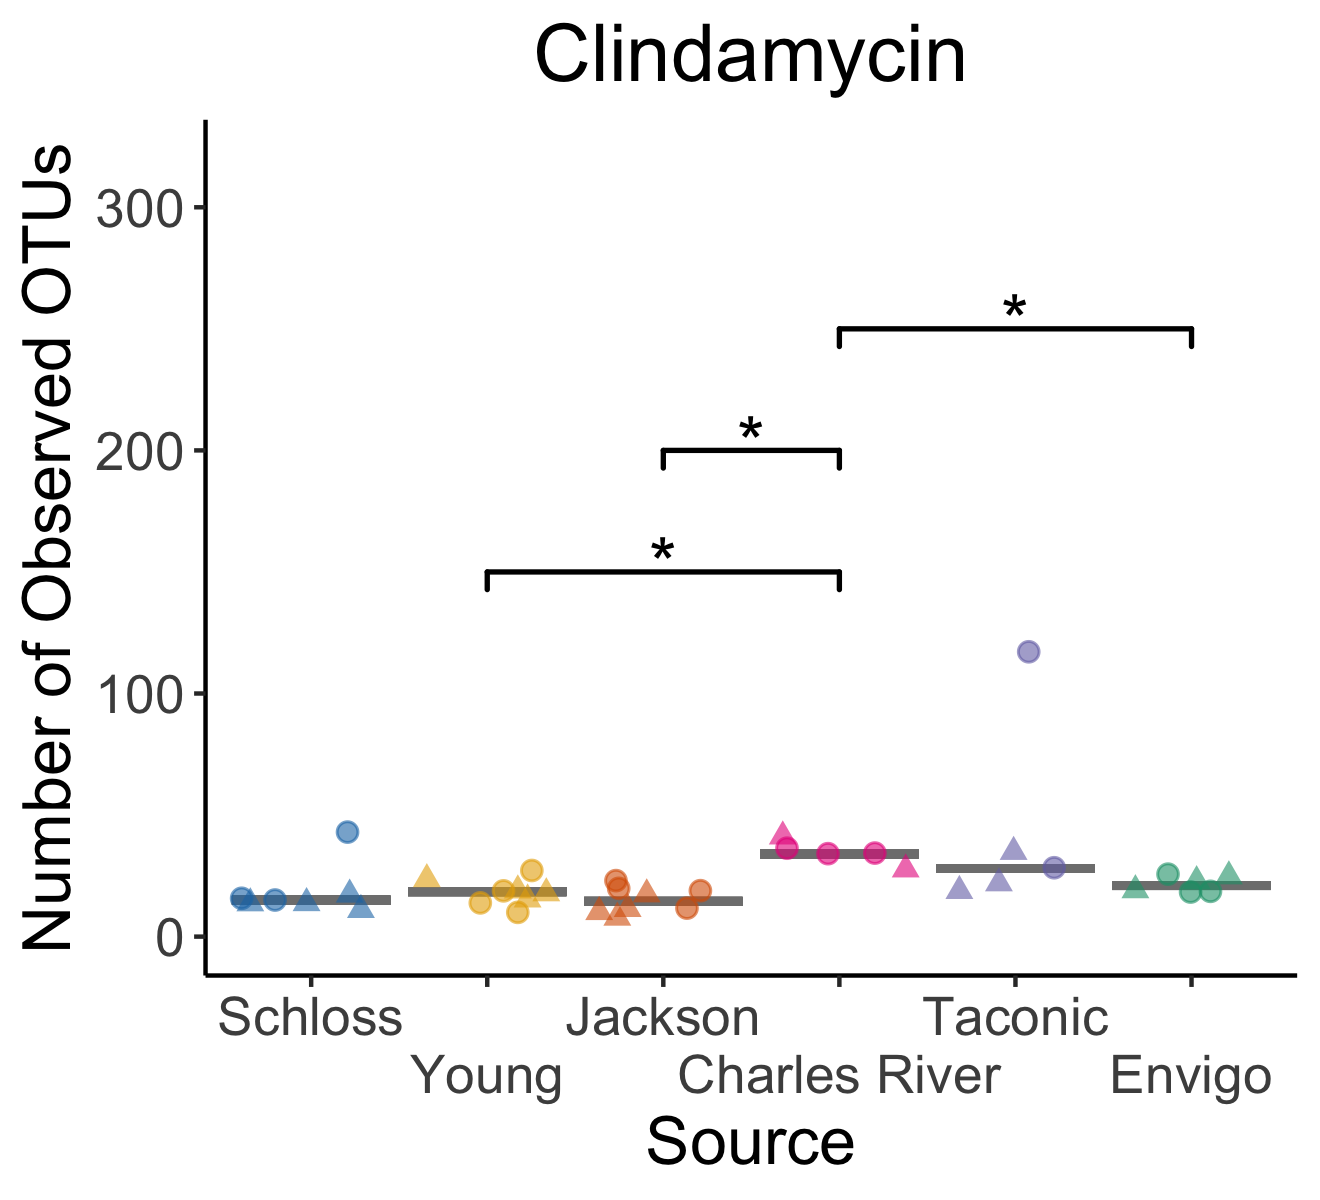 Clindamycin
Number of Observed OTUs
300
200
100
0
*
*
*
Schloss
Jackson
Taconic
Young
Charles River
Envigo
Source